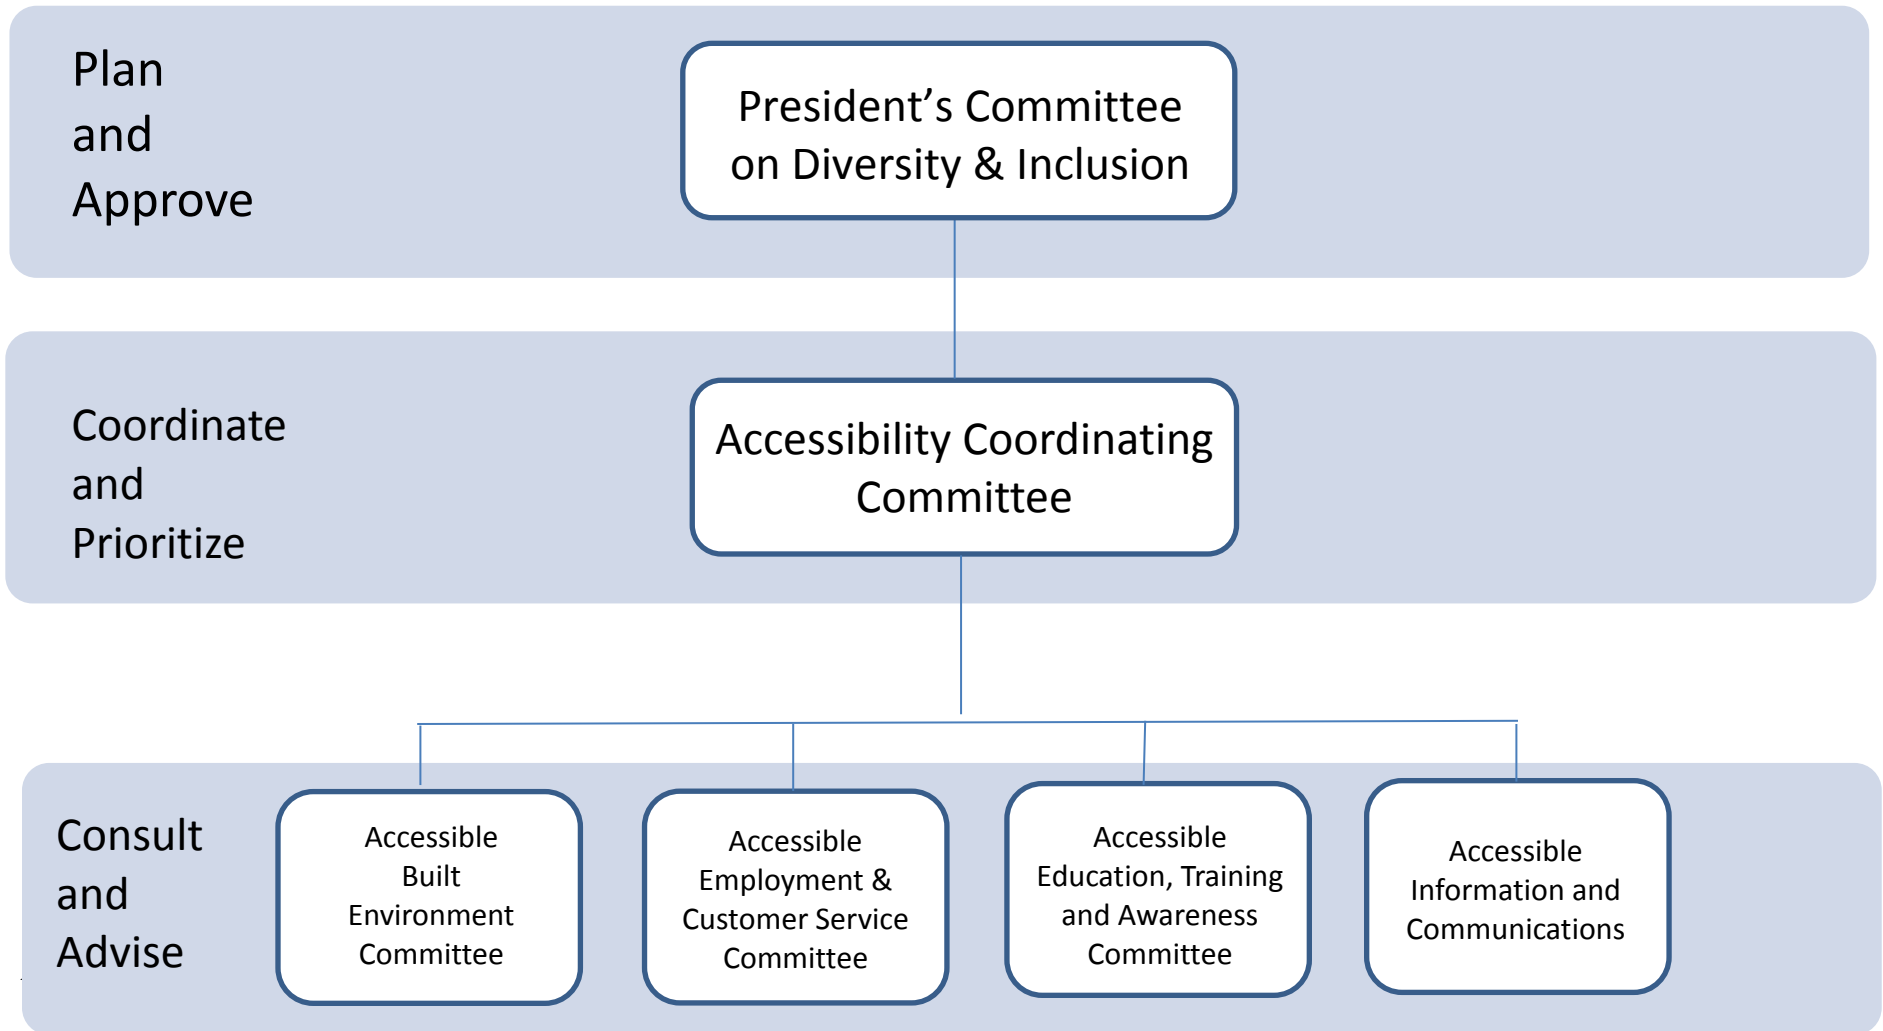 Plan
and
Approve
President’s Committee
on Diversity & Inclusion
Coordinate
and
Prioritize
Accessibility Coordinating
Committee
Consult
and
Advise
Accessible
Built
Environment
Committee
Accessible
Employment &
Customer Service
Committee
Accessible
Education, Training
and Awareness
Committee
Accessible
Information and
Communications